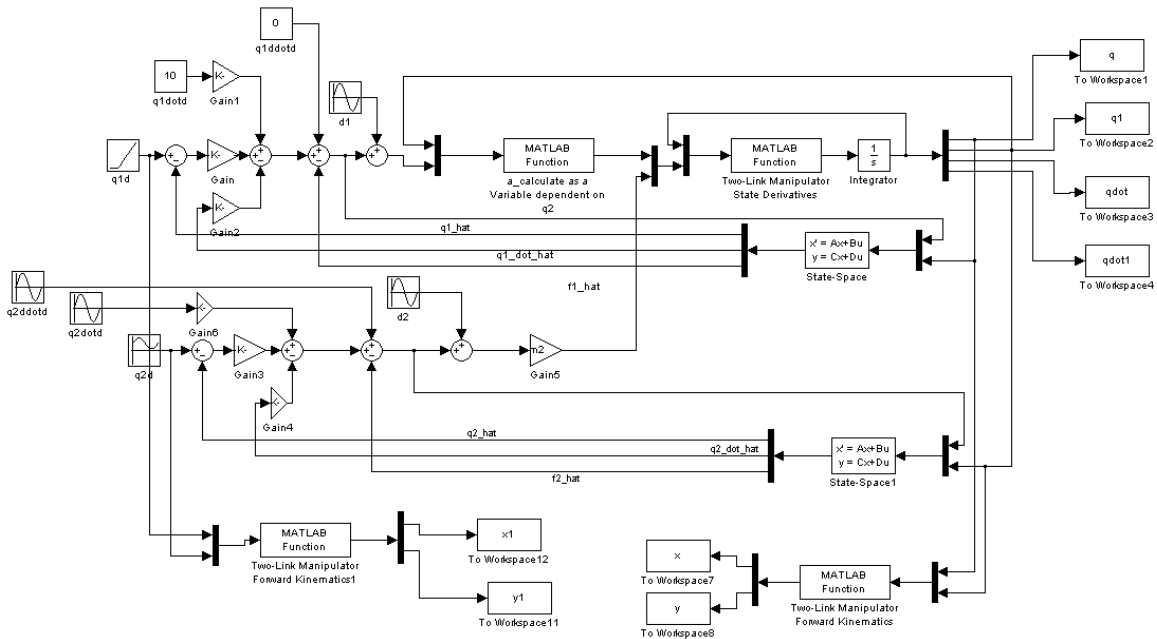 0
q1ddotd
10
q1dotd
K-
Gain1
d1
q
To Workspace1
q1
To Workspace2
q1d
K-
Gain
MATLAB
Function
a_calculate as a
Variable dependent on
q2
MATLAB
Function
Two-Link Manipulator
State Derivatives
1
s
Integrator
qdot
To Workspace3
K-
Gain2
q1_hat
q1_dot_hat
f1_hat
x' = Ax+Bu
y = Cx+Du
State-Space
qdot1
To Workspace4
q2ddotd
q2dotd
Gain6
d2
q2d
K-
Gain3
m2
Gain5
Gain4
q2_hat
q2_dot_hat
f2_hat
x' = Ax+Bu
y = Cx+Du
State-Space1
MATLAB
Function
Two-Link Manipulator
Forward Kinematics1
x1
To Workspace12
y1
To Workspace11
x
To Workspace7
y
To Workspace8
MATLAB
Function
Two-Link Manipulator
Forward Kinematics